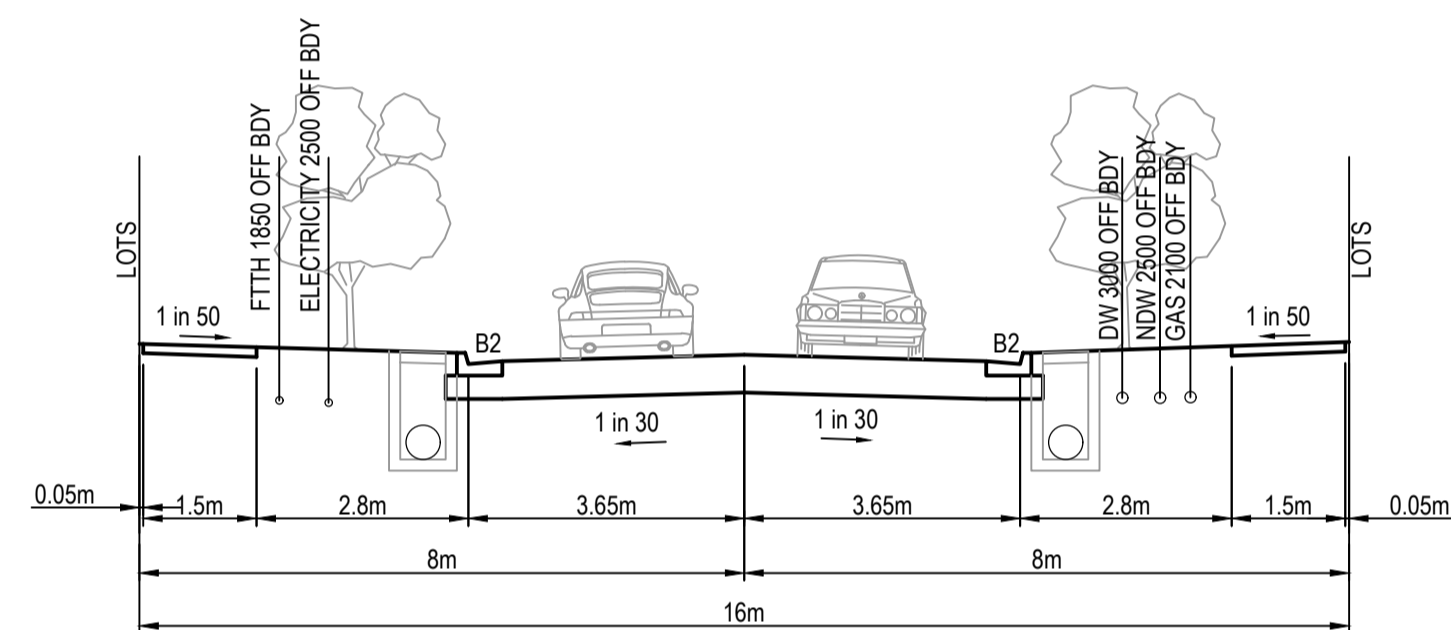 LOTS
FTTH 1850 OFF BDY
ELECTRICITY 2500 OFF BDY
DW 3000 OFF BDY
NDW 2500 OFF BDY
GAS 2100 OFF BDY
LOTS
1 in 50
B2
B2
1 in 50
1 in 30
1 in 30
0.05m
1.5m
2.8m
3.65m
3.65m
2.8m
1.5m
0.05m
8m
8m
16m